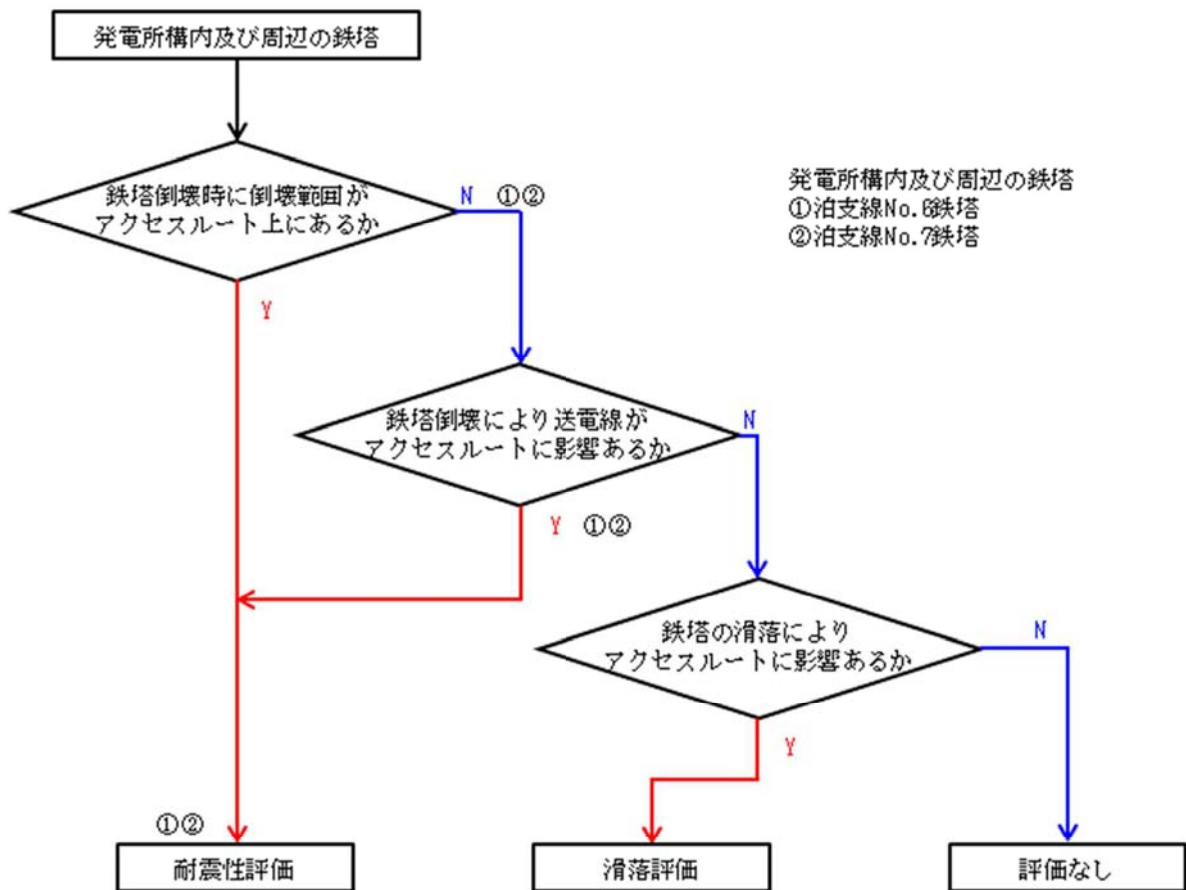 発電所構内及び周辺の鉄塔
鉄塔倒壊時に倒壊範囲が
アクセスルート上にあるか
N ①②
発電所構内及び周辺の鉄塔
①泊支線No.6鉄塔
②泊支線No.7鉄塔
Y
鉄塔倒壊により送電線が
アクセスルートに影響あるか
N
Y ①②
鉄塔の滑落により
アクセスルートに影響あるか
N
Y
①②
耐震性評価
滑落評価
評価なし